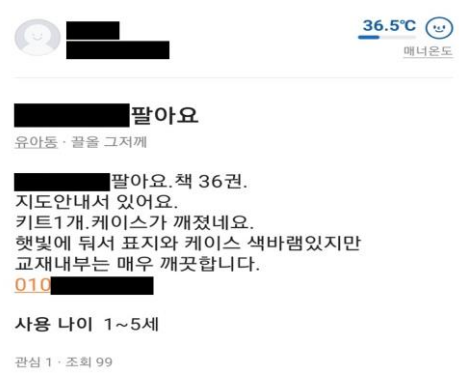 36.5℃
매너온도
팔아요
유아동 · 끌올 그저께
팔아요.책 36권.
지도안내서 있어요.
키트1개.케이스가 깨졌네요.
햇빛에 둬서 표지와 케이스 색바램있지만
교재내부는 매우 깨끗합니다.
010
사용 나이 1~5세
관심 1 · 조회 99